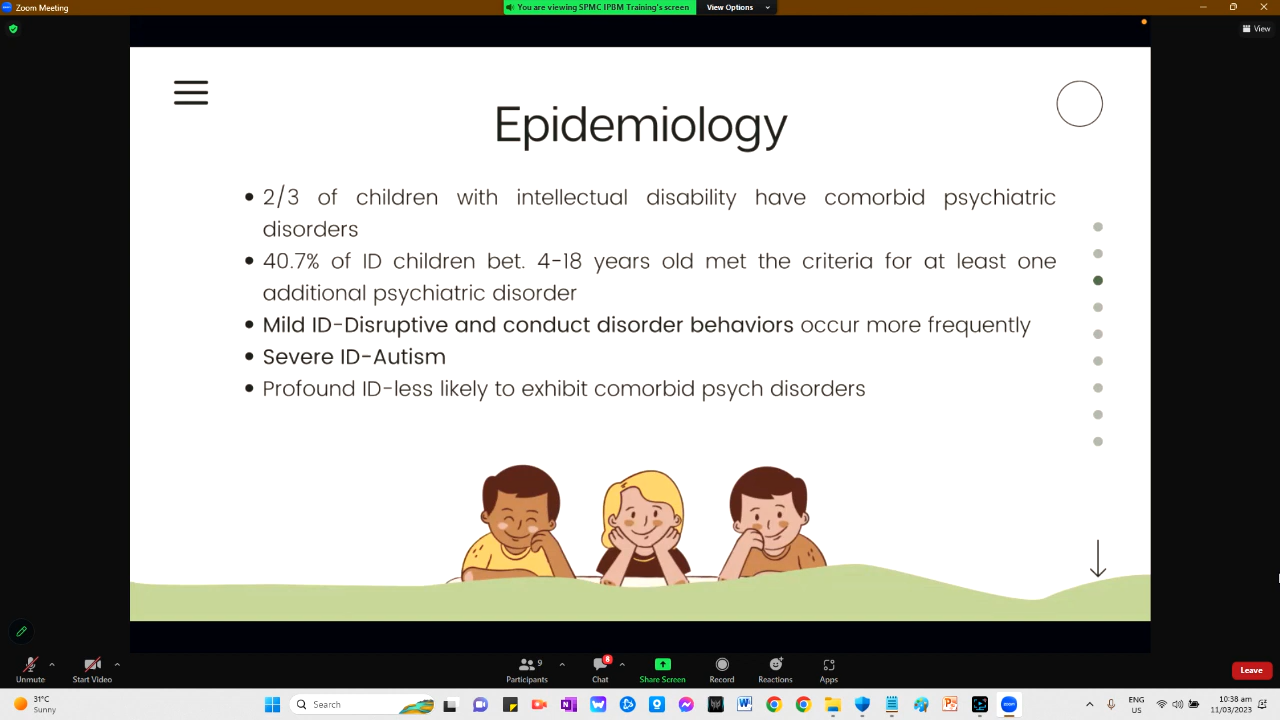 Zoom Meeting
You are viewing SPMC IPBM Training's screen
View Options
View
Epidemiology
2/3 of children with intellectual disability have comorbid psychiatric
disorders
40.7% of ID children bet. 4-18 years old met the criteria for at least one
additional psychiatric disorder
Mild ID-Disruptive and conduct disorder behaviors occur more frequently
Severe ID-Autism
Profound ID-less likely to exhibit comorbid psych disorders
Unmute
Start Video
9
Participants
8
Chat
Share Screen
Record
Reactions
Apps
Leave
31°C
Sunny
Search
10:38 am
11/03/2023